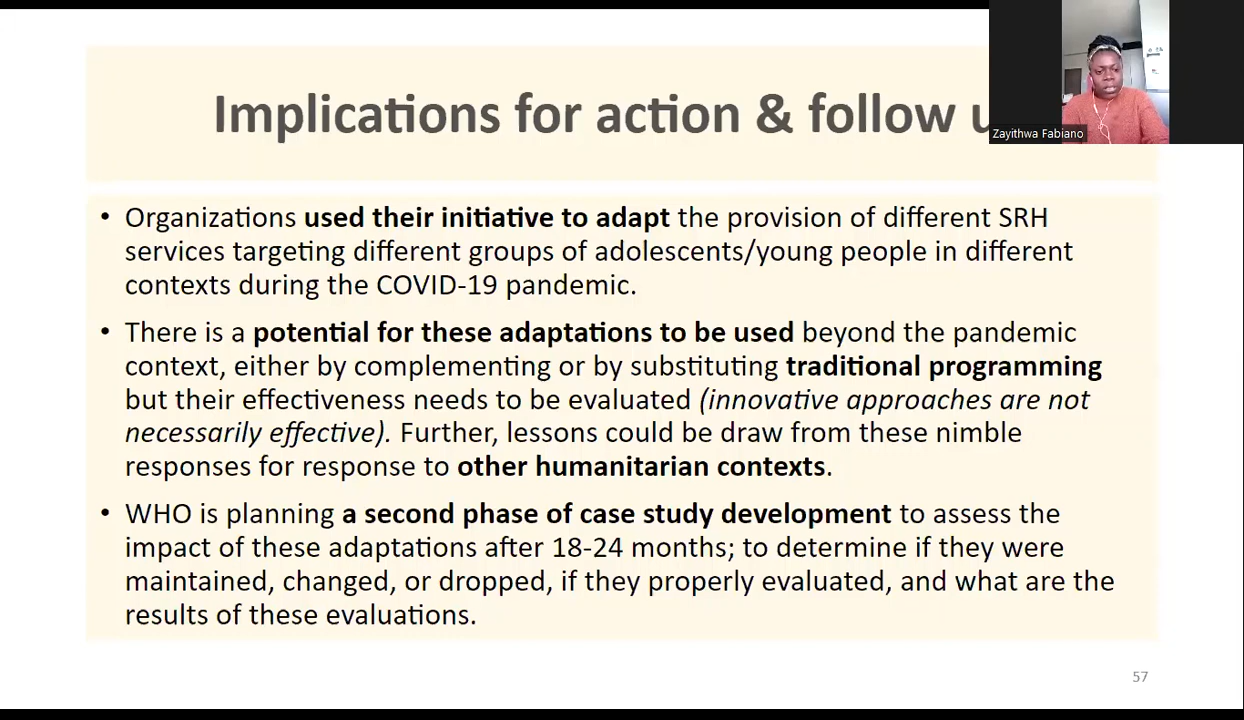 Implications for action & follow u
Zayithwa Fabiano
• Organizations used their initiative to adapt the provision of different SRH
services targeting different groups of adolescents/young people in different
contexts during the COVID-19 pandemic.
• There is a potential for these adaptations to be used beyond the pandemic
context, either by complementing or by substituting traditional programming
but their effectiveness needs to be evaluated (innovative approaches are not
necessarily effective). Further, lessons could be draw from these nimble
responses for response to other humanitarian contexts.
• WHO is planning a second phase of case study development to assess the
impact of these adaptations after 18-24 months; to determine if they were
maintained, changed, or dropped, if they properly evaluated, and what are the
results of these evaluations.
57